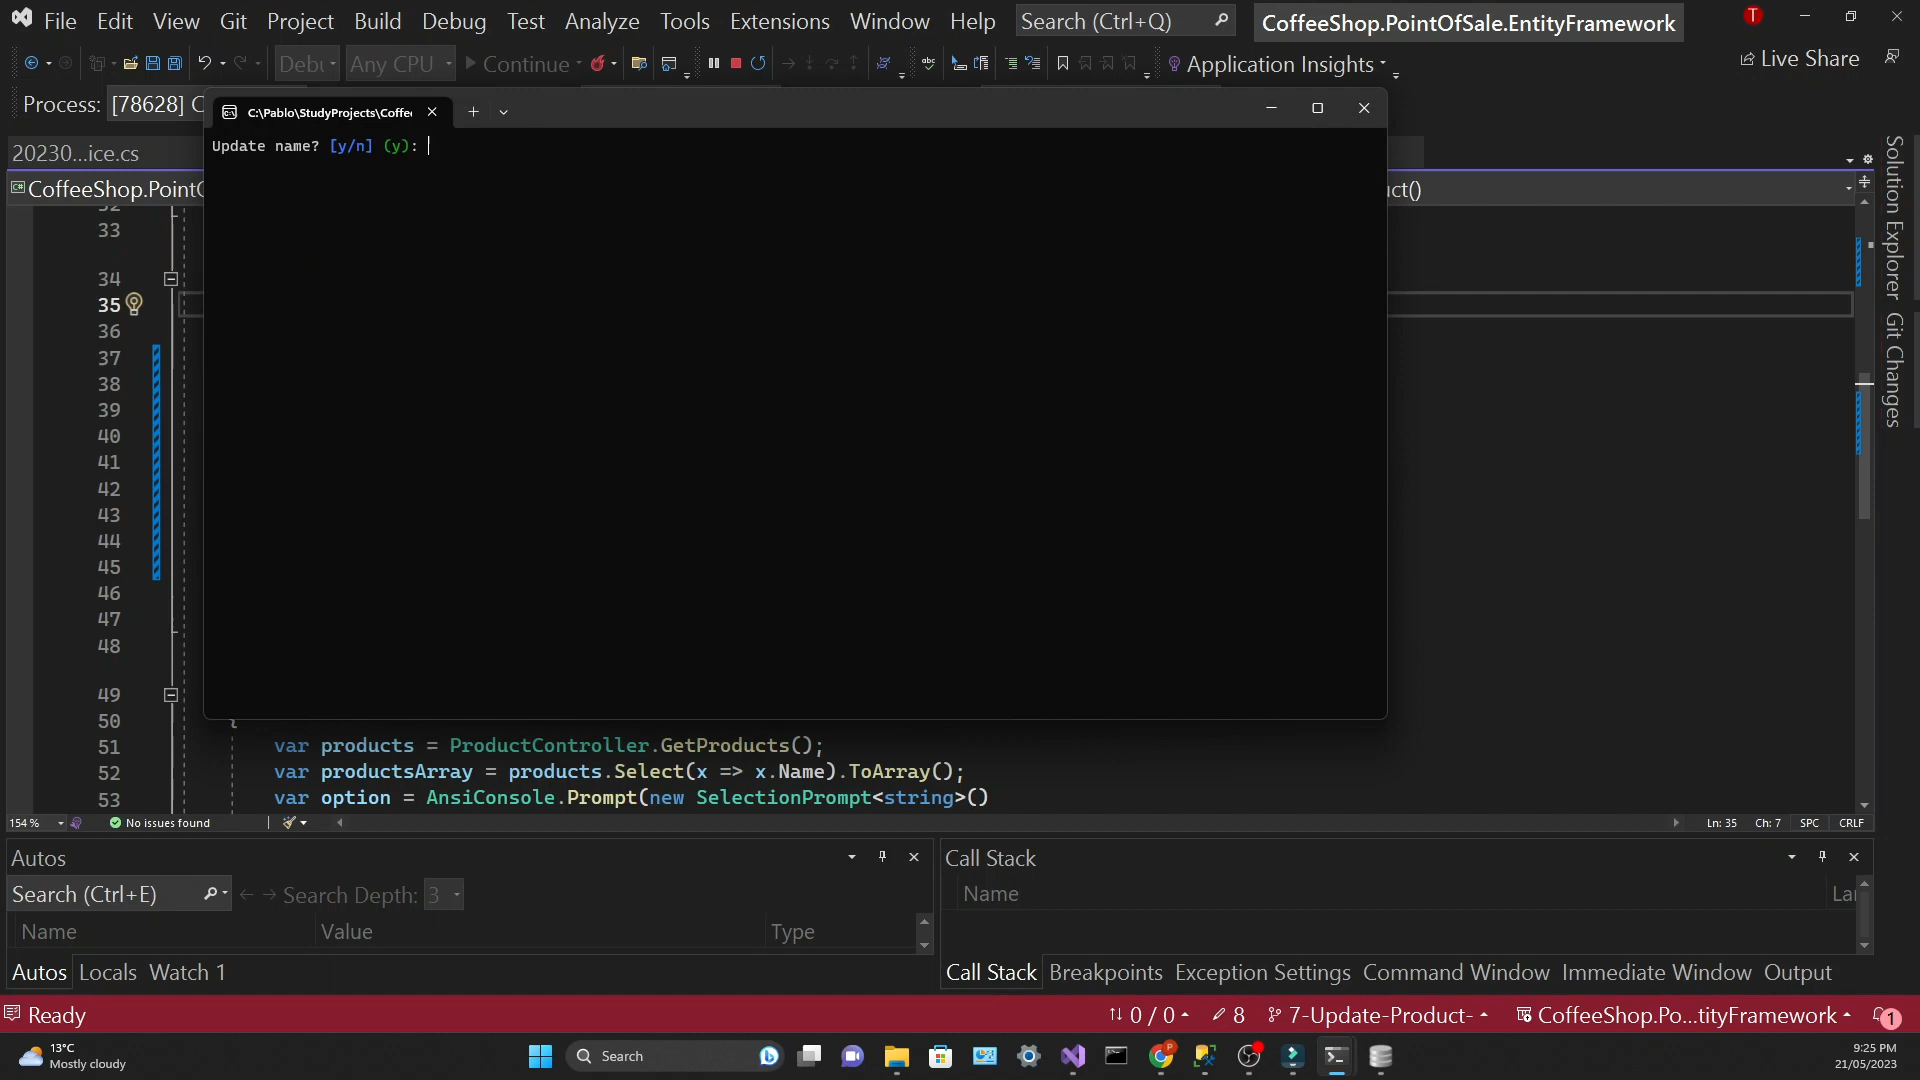 File Edit View Git Project Build Debug Test Analyze Tools Extensions Window Help Search (Ctrl+Q) CoffeeShop.PointOfSale.EntityFramework T
Debu Any CPU Continue Application Insights Live Share
Process: [78628] C
C:\Pablo\StudyProjects\Coffe
Update name? [y/n] (y):
20230...ice.cs
CoffeeShop.PointO
uct()
Solution Explorer
Git Changes
32
33
34
35
36
37
38
39
40
41
42
43
44
45
46
47
48
49
50 {
51 var products = ProductController.GetProducts();
52 var productsArray = products.Select(x => x.Name).ToArray();
53 var option = AnsiConsole.Prompt(new SelectionPrompt<string>()
154 % No issues found Ln: 35 Ch: 7 SPC CRLF
Autos
Search (Ctrl+E) Search Depth: 3
Name Value Type
Autos Locals Watch 1
Call Stack
Name Lan
Call Stack Breakpoints Exception Settings Command Window Immediate Window Output
Ready 0 / 0 8 7-Update-Product- CoffeeShop.Po...tityFramework 1
13°C
Mostly cloudy
Search
P
9:25 PM
21/05/2023